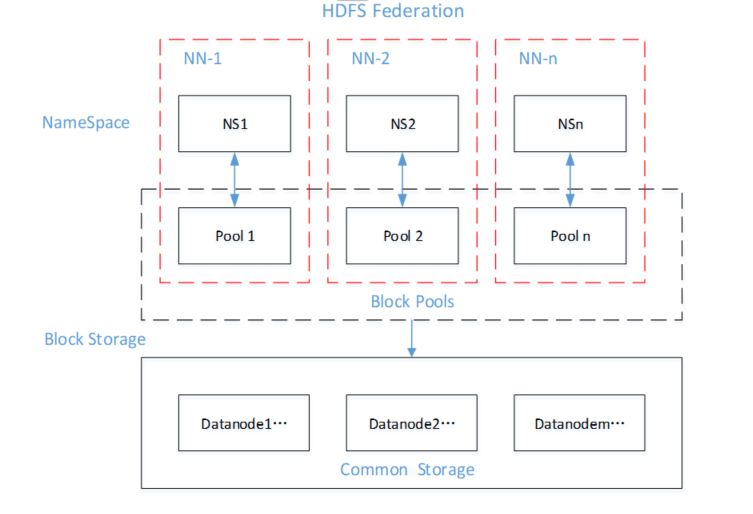 HDFS Federation
NN-1
NN-2
NN-n
NameSpace
NS1
NS2
NSn
Pool 1
Pool 2
Pool n
Block Pools
Block Storage
Datanode1···
Datanode2···
Datanodem···
Common Storage